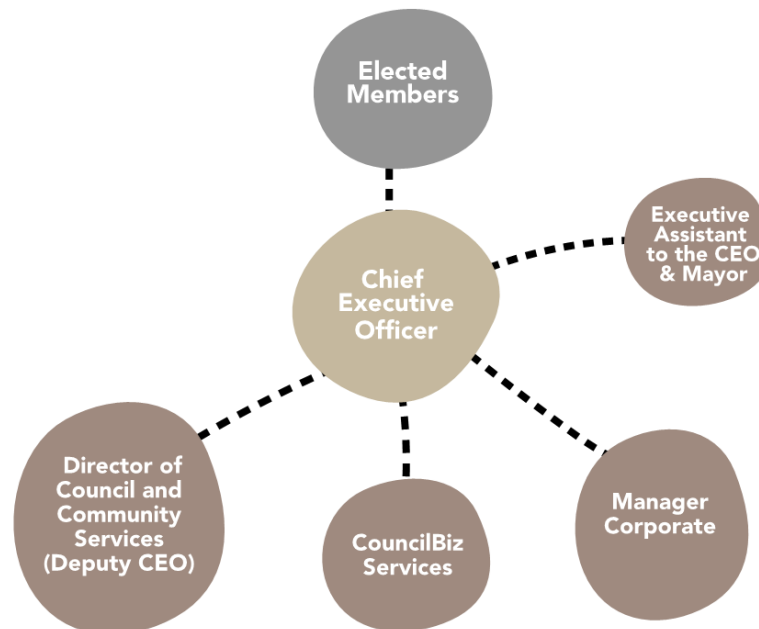 Elected
Members
Executive
Assistant
to the CEO
& Mayor
Chief
Executive
Officer
Director of
Council and
Community
Services
(Deputy CEO)
CouncilBiz
Services
Manager
Corporate